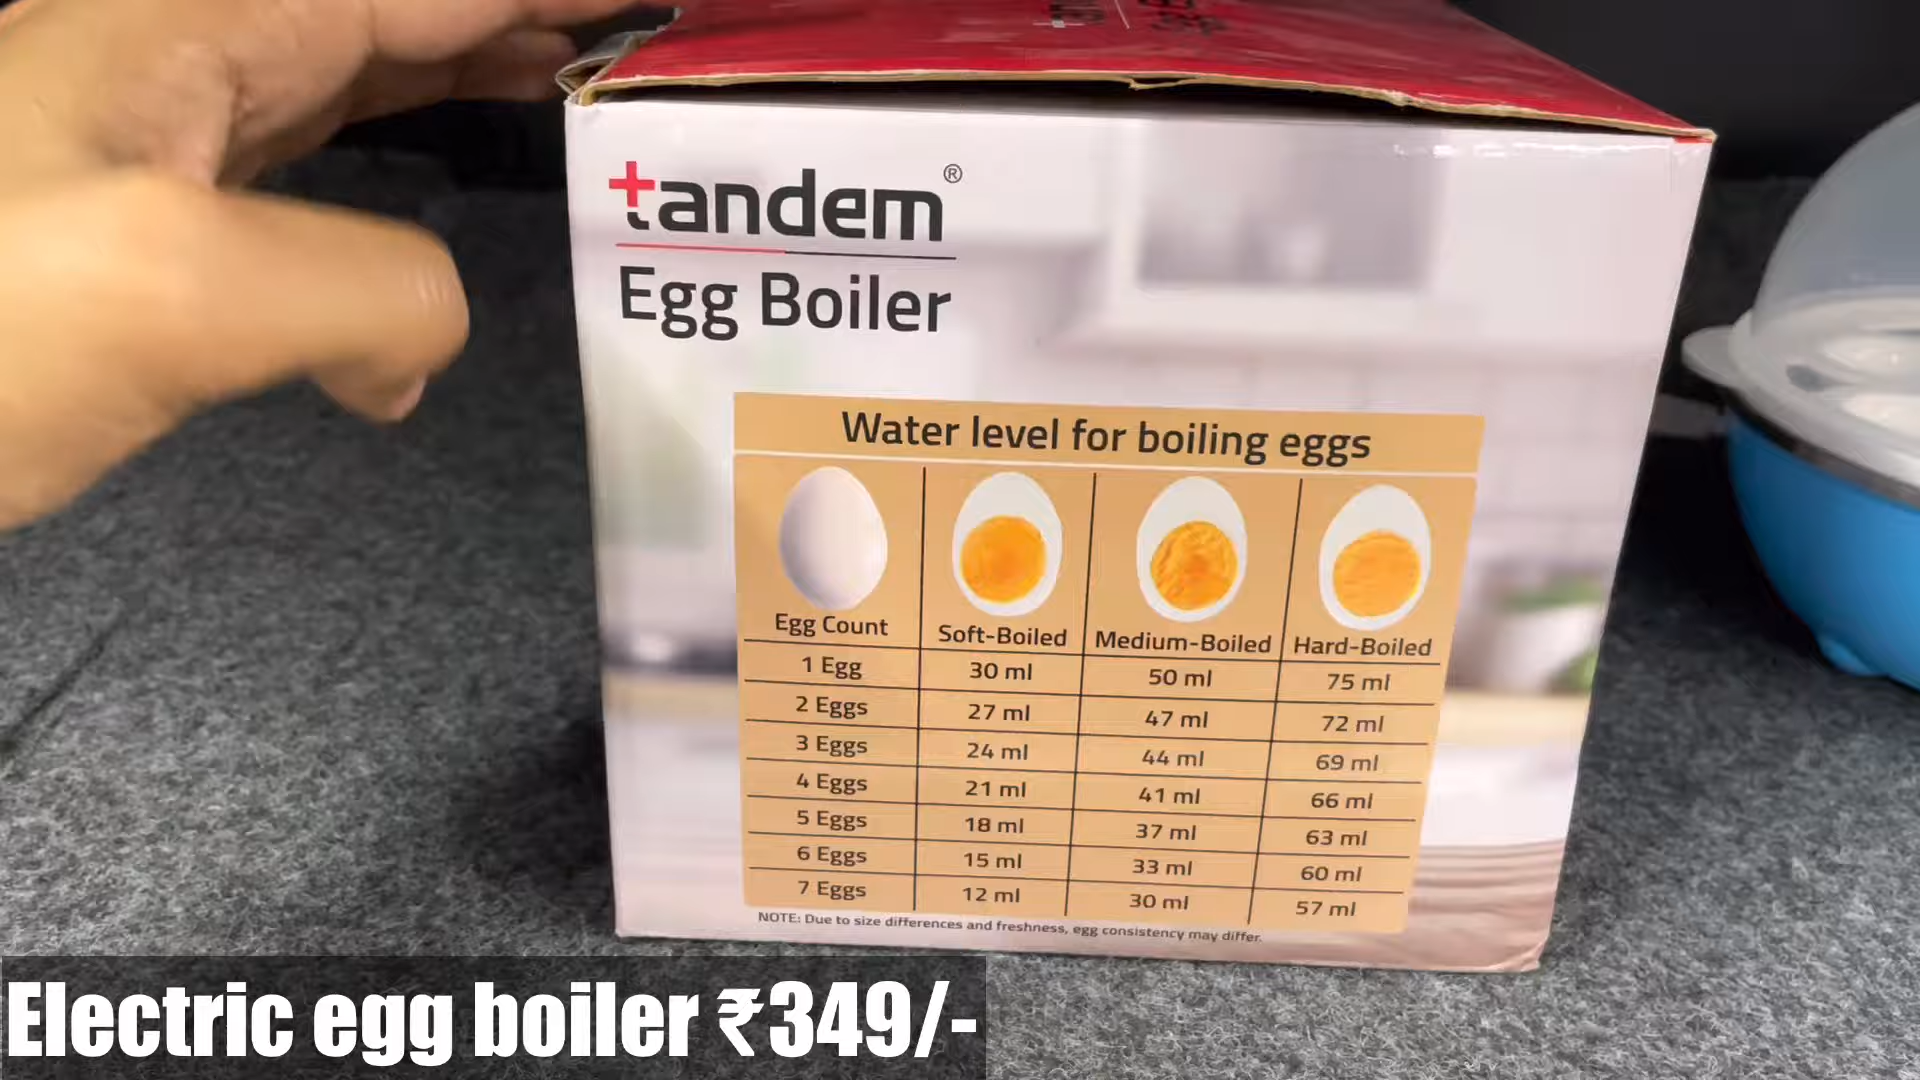 tandem®
Egg Boiler
Water level for boiling eggs
Egg Count Soft-Boiled Medium-Boiled Hard-Boiled
1 Egg 30 ml 50 ml 75 ml
2 Eggs 27 ml 47 ml 72 ml
3 Eggs 24 ml 44 ml 69 ml
4 Eggs 21 ml 41 ml 66 ml
5 Eggs 18 ml 37 ml 63 ml
6 Eggs 15 ml 33 ml 60 ml
7 Eggs 12 ml 30 ml 57 ml
NOTE: Due to size differences and freshness, egg consistency may differ.
Electric egg boiler ₹349/-